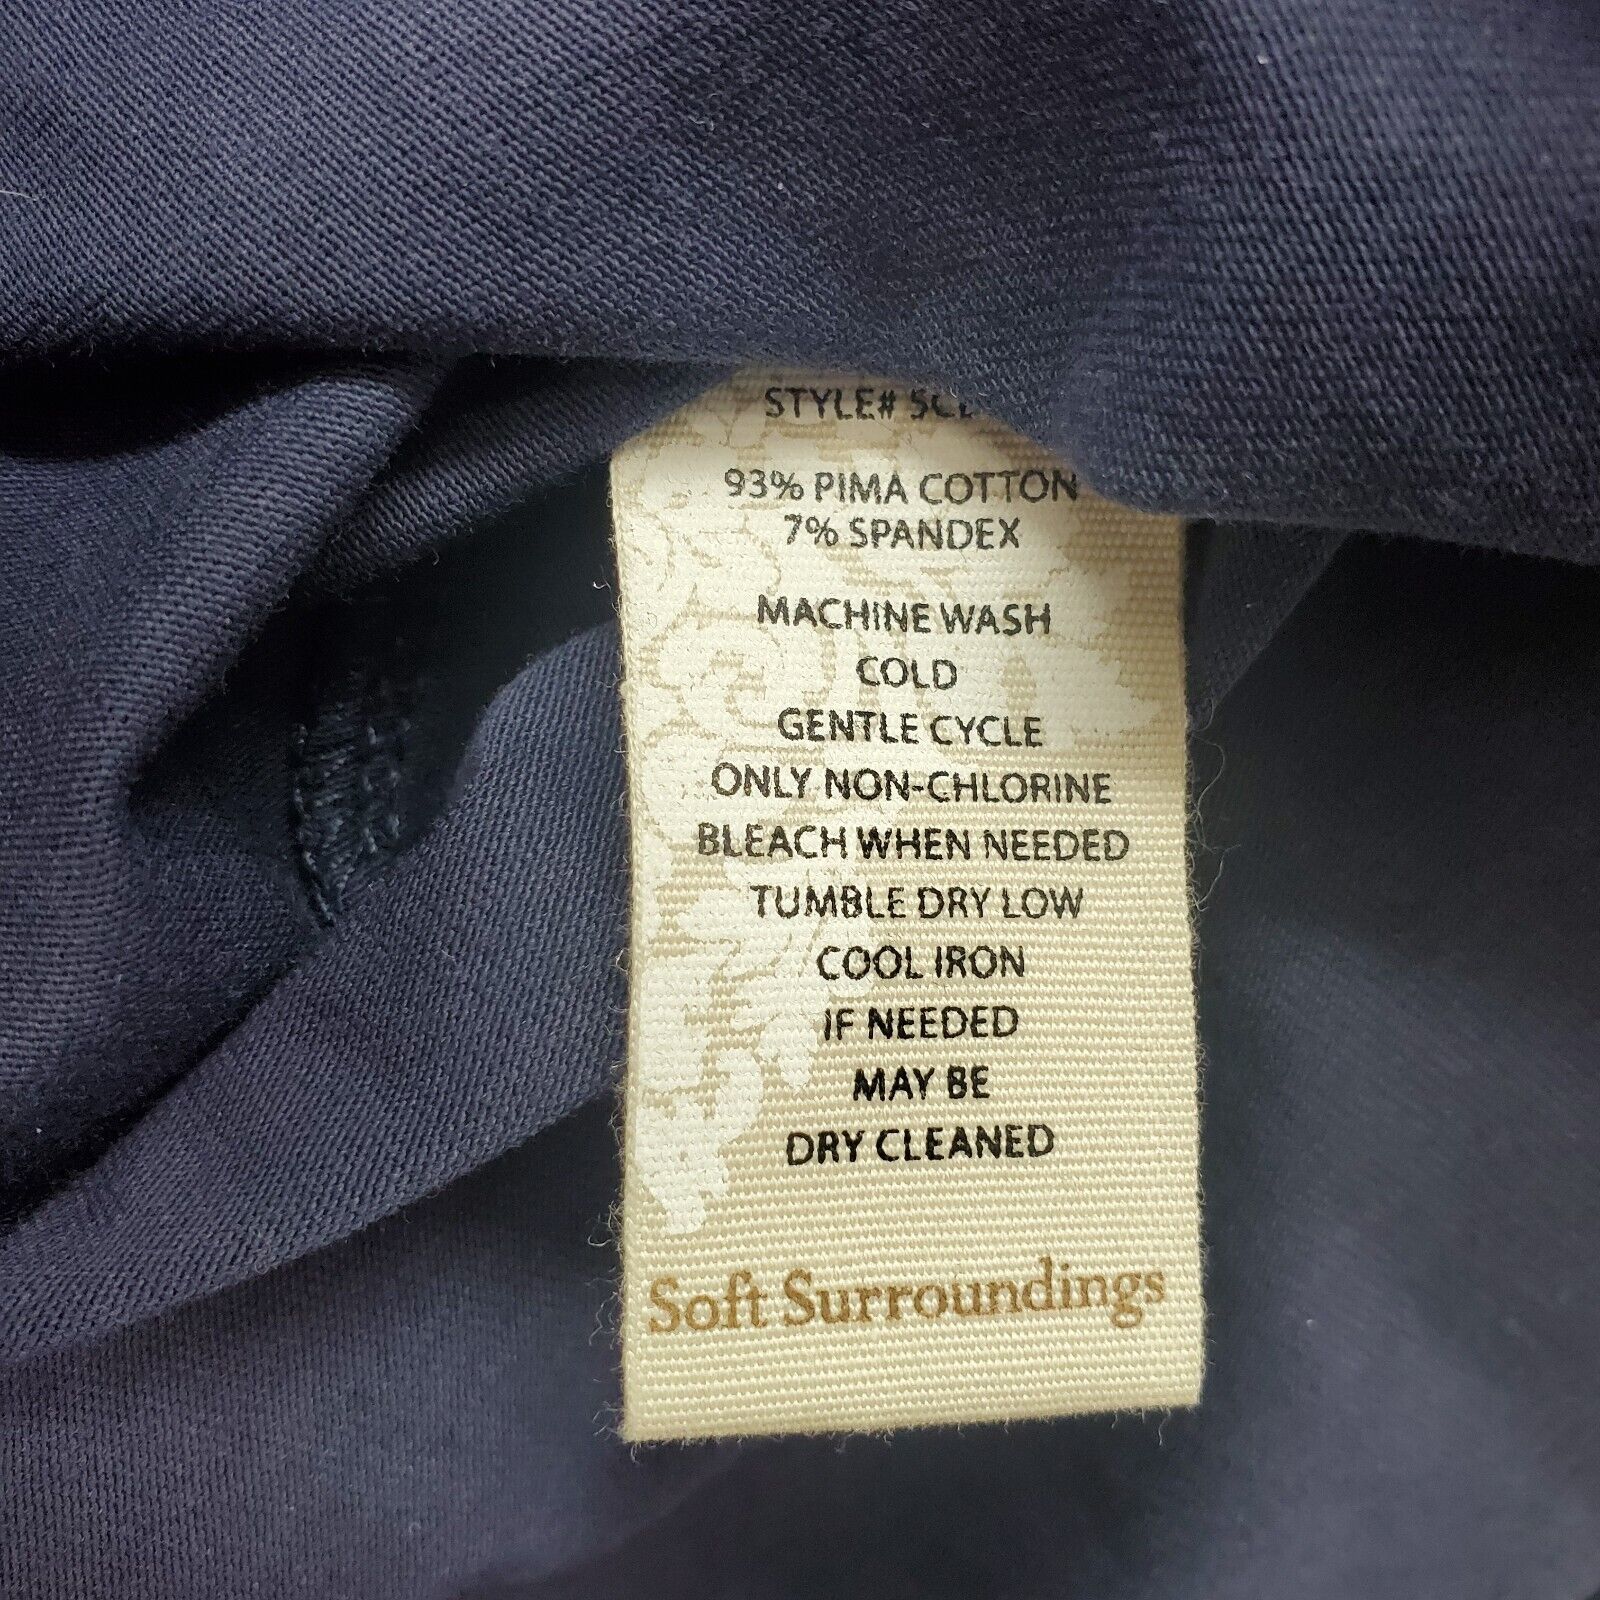 STYLE#
93% PIMA COTTON
7% SPANDEX
MACHINE WASH
COLD
GENTLE CYCLE
ONLY NON-CHLORINE
BLEACH WHEN NEEDED
TUMBLE DRY LOW
COOL IRON
IF NEEDED
MAY BE
DRY CLEANED
Soft Surroundings